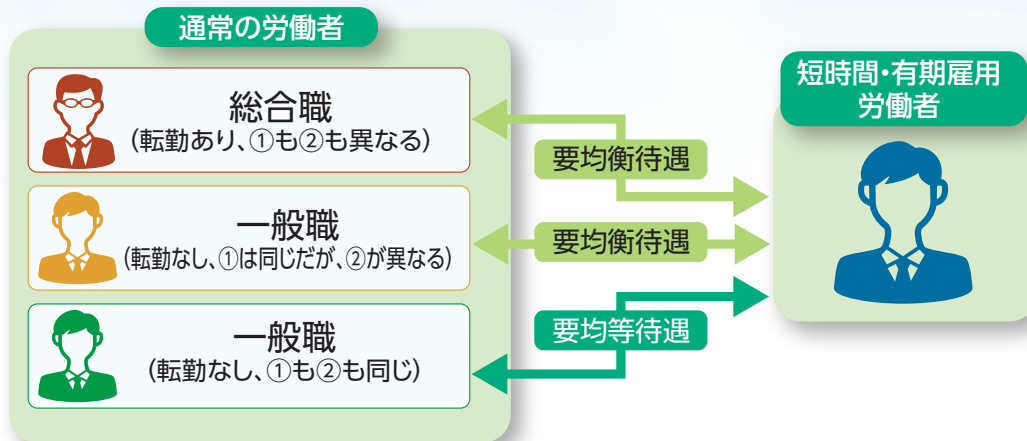 通常の労働者
総合職
(転勤あり、①も②も異なる)
一般職
(転勤なし、①は同じだが、②が異なる)
一般職
(転勤なし、①も②も同じ)
要均衡待遇
要均衡待遇
要均等待遇
短時間・有期雇用
労働者